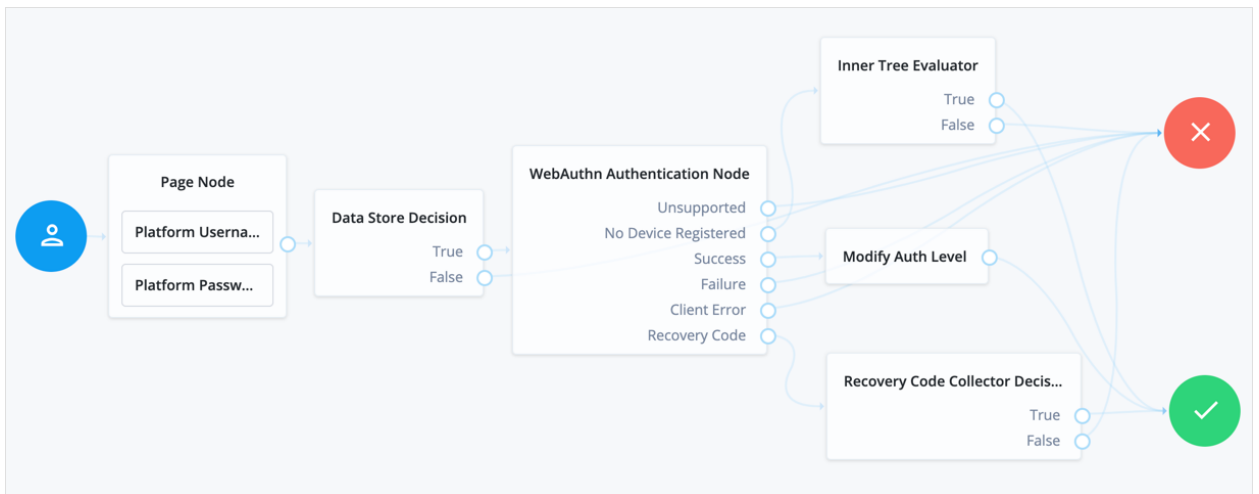 Page Node
Platform Userna...
Platform Passw...
Data Store Decision
True
False
WebAuthn Authentication Node
Unsupported
No Device Registered
Success
Failure
Client Error
Recovery Code
Inner Tree Evaluator
True
False
Modify Auth Level
Recovery Code Collector Decis...
True
False